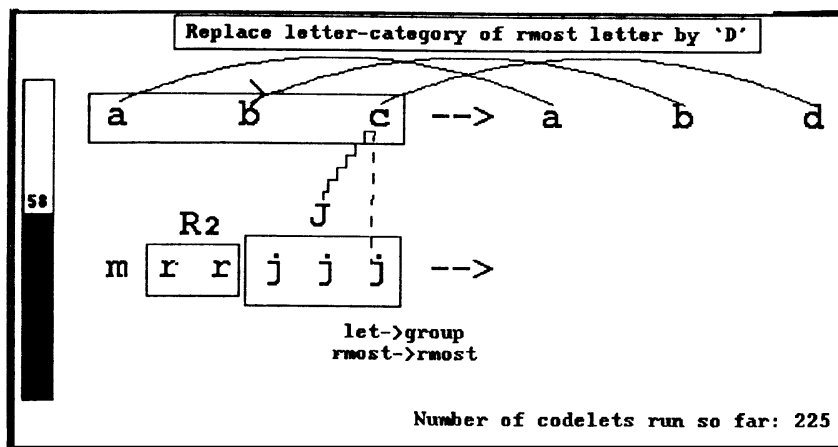 Replace letter-category of rmost letter by `D'
a b c --> a b d
58
J
R2
m r r j j j -->
let->group
rmost->rmost
Number of codelets run so far: 225